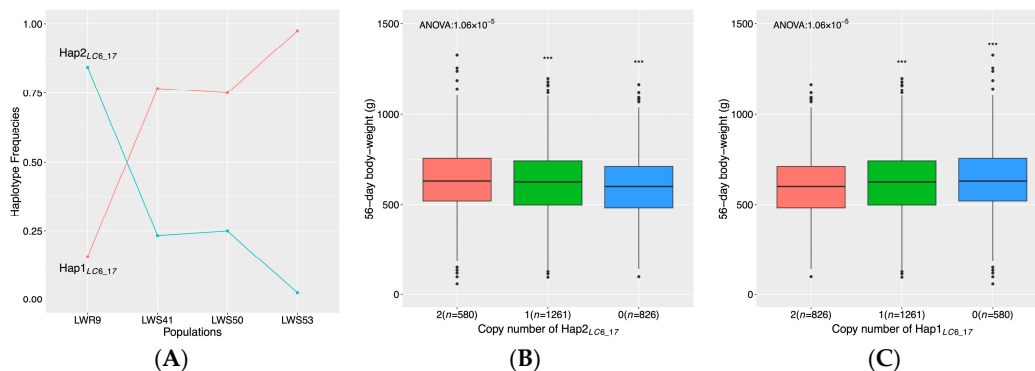 1.00
0.75
0.50
0.25
0.00
Haplotype Frequecies
Hap2LC6_17
Hap1LC6_17
LWR9 LWS41 LWS50 LWS53
Populations
(A)
1500
1000
500
0
56-day body-weight (g)
ANOVA:1.06×10-5
*** ***
2(n=580) 1(n=1261) 0(n=826)
Copy number of Hap2LC6_17
(B)
1500
1000
500
0
56-day body-weight (g)
ANOVA:1.06×10-5
*** ***
2(n=826) 1(n=1261) 0(n=580)
Copy number of Hap1LC6_17
(C)